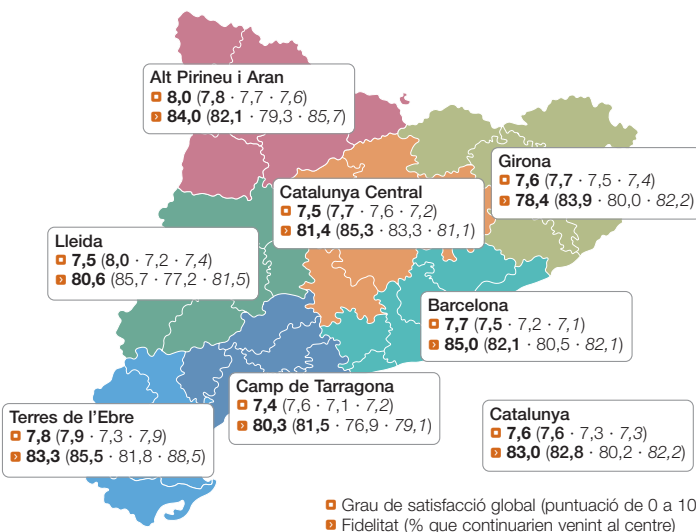 Alt Pirineu i Aran
8,0 (7,8 · 7,7 · 7,6)
84,0 (82,1 · 79,3 · 85,7)
Girona
7,6 (7,7 · 7,5 · 7,4)
78,4 (83,9 · 80,0 · 82,2)
Catalunya Central
7,5 (7,7 · 7,6 · 7,2)
81,4 (85,3 · 83,3 · 81,1)
Lleida
7,5 (8,0 · 7,2 · 7,4)
80,6 (85,7 · 77,2 · 81,5)
Barcelona
7,7 (7,5 · 7,2 · 7,1)
85,0 (82,1 · 80,5 · 82,1)
Camp de Tarragona
7,4 (7,6 · 7,1 · 7,2)
80,3 (81,5 · 76,9 · 79,1)
Terres de l'Ebre
7,8 (7,9 · 7,3 · 7,9)
83,3 (85,5 · 81,8 · 88,5)
Catalunya
7,6 (7,6 · 7,3 · 7,3)
83,0 (82,8 · 80,2 · 82,2)
Grau de satisfacció global (puntuació de 0 a 10
Fidelitat (% que continuarien venint al centre)